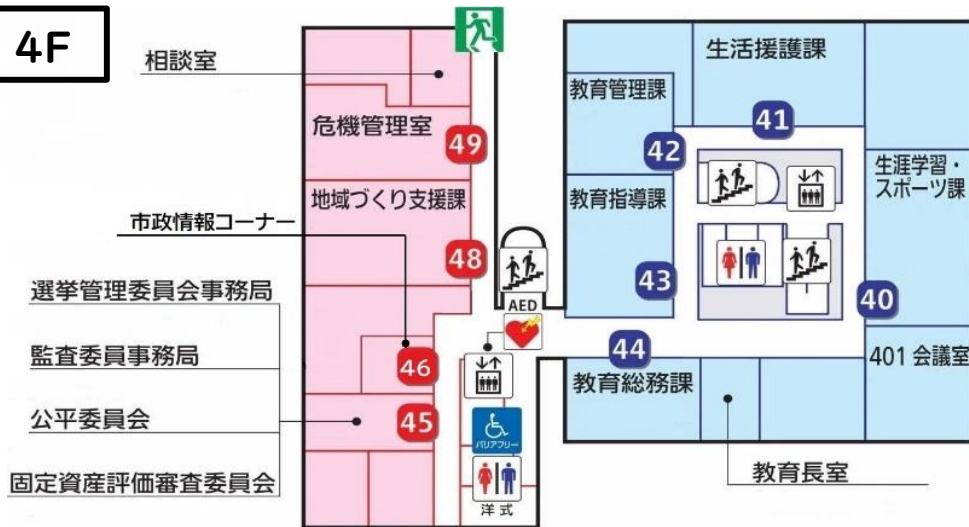 4F
相談室
危機管理室
49
地域づくり支援課
市政情報コーナー
48
選挙管理委員会事務局
監査委員事務局
46
公平委員会
45
固定資産評価審査委員会
AED
バリアフリー
洋式
生活援護課
教育管理課
41
42
教育指導課
生涯学習・
スポーツ課
43
40
44
教育総務課
401 会議室
教育長室